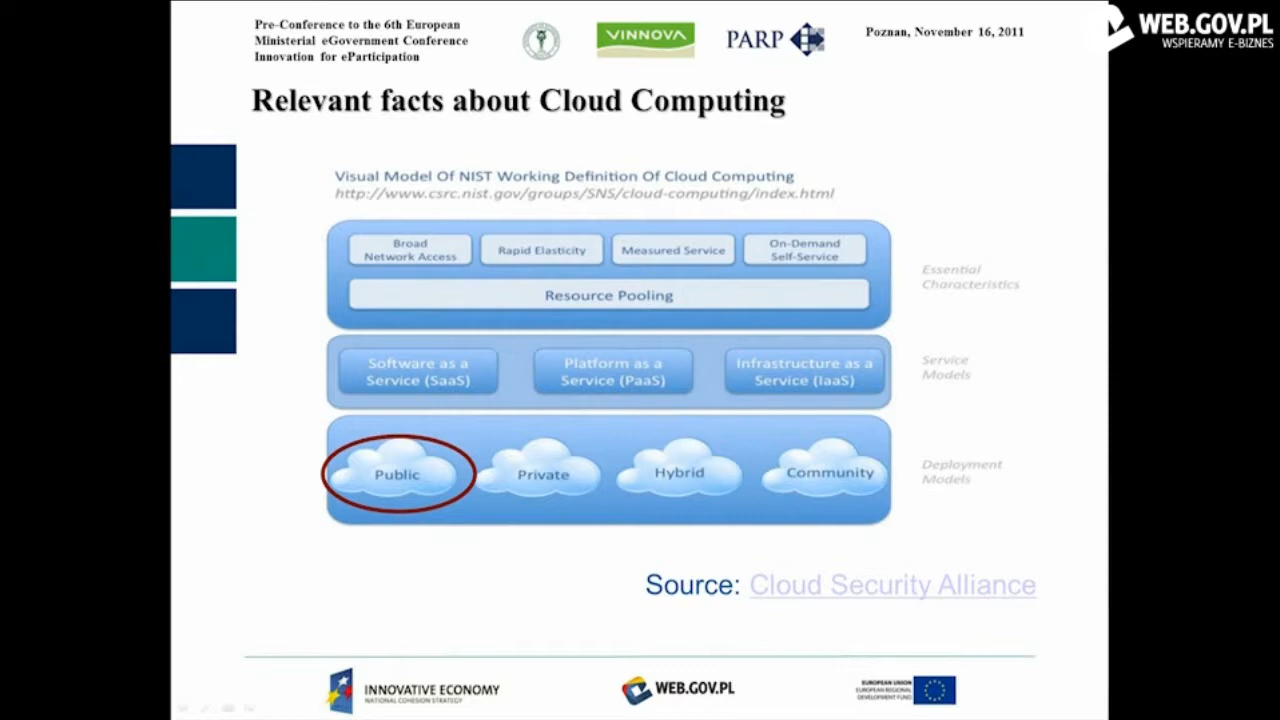 Pre-Conference to the 6th European
Ministerial eGovernment Conference
Innovation for eParticipation
VINNOVA
PARP
Poznan, November 16, 2011
WEB.GOV.PL
WSPIERAMY E-BIZNES
Relevant facts about Cloud Computing
Visual Model Of NIST Working Definition Of Cloud Computing
http://www.csrc.nist.gov/groups/SNS/cloud-computing/index.html
Broad
Network Access
Rapid Elasticity
Measured Service
On-Demand
Self-Service
Resource Pooling
Essential
Characteristics
Software as a
Service (SaaS)
Platform as a
Service (PaaS)
Infrastructure as a
Service (IaaS)
Service
Models
Public
Private
Hybrid
Community
Deployment
Models
Source: Cloud Security Alliance
INNOVATIVE ECONOMY
NATIONAL COHESION STRATEGY
WEB.GOV.PL
EUROPEAN UNION
EUROPEAN REGIONAL
DEVELOPMENT FUND